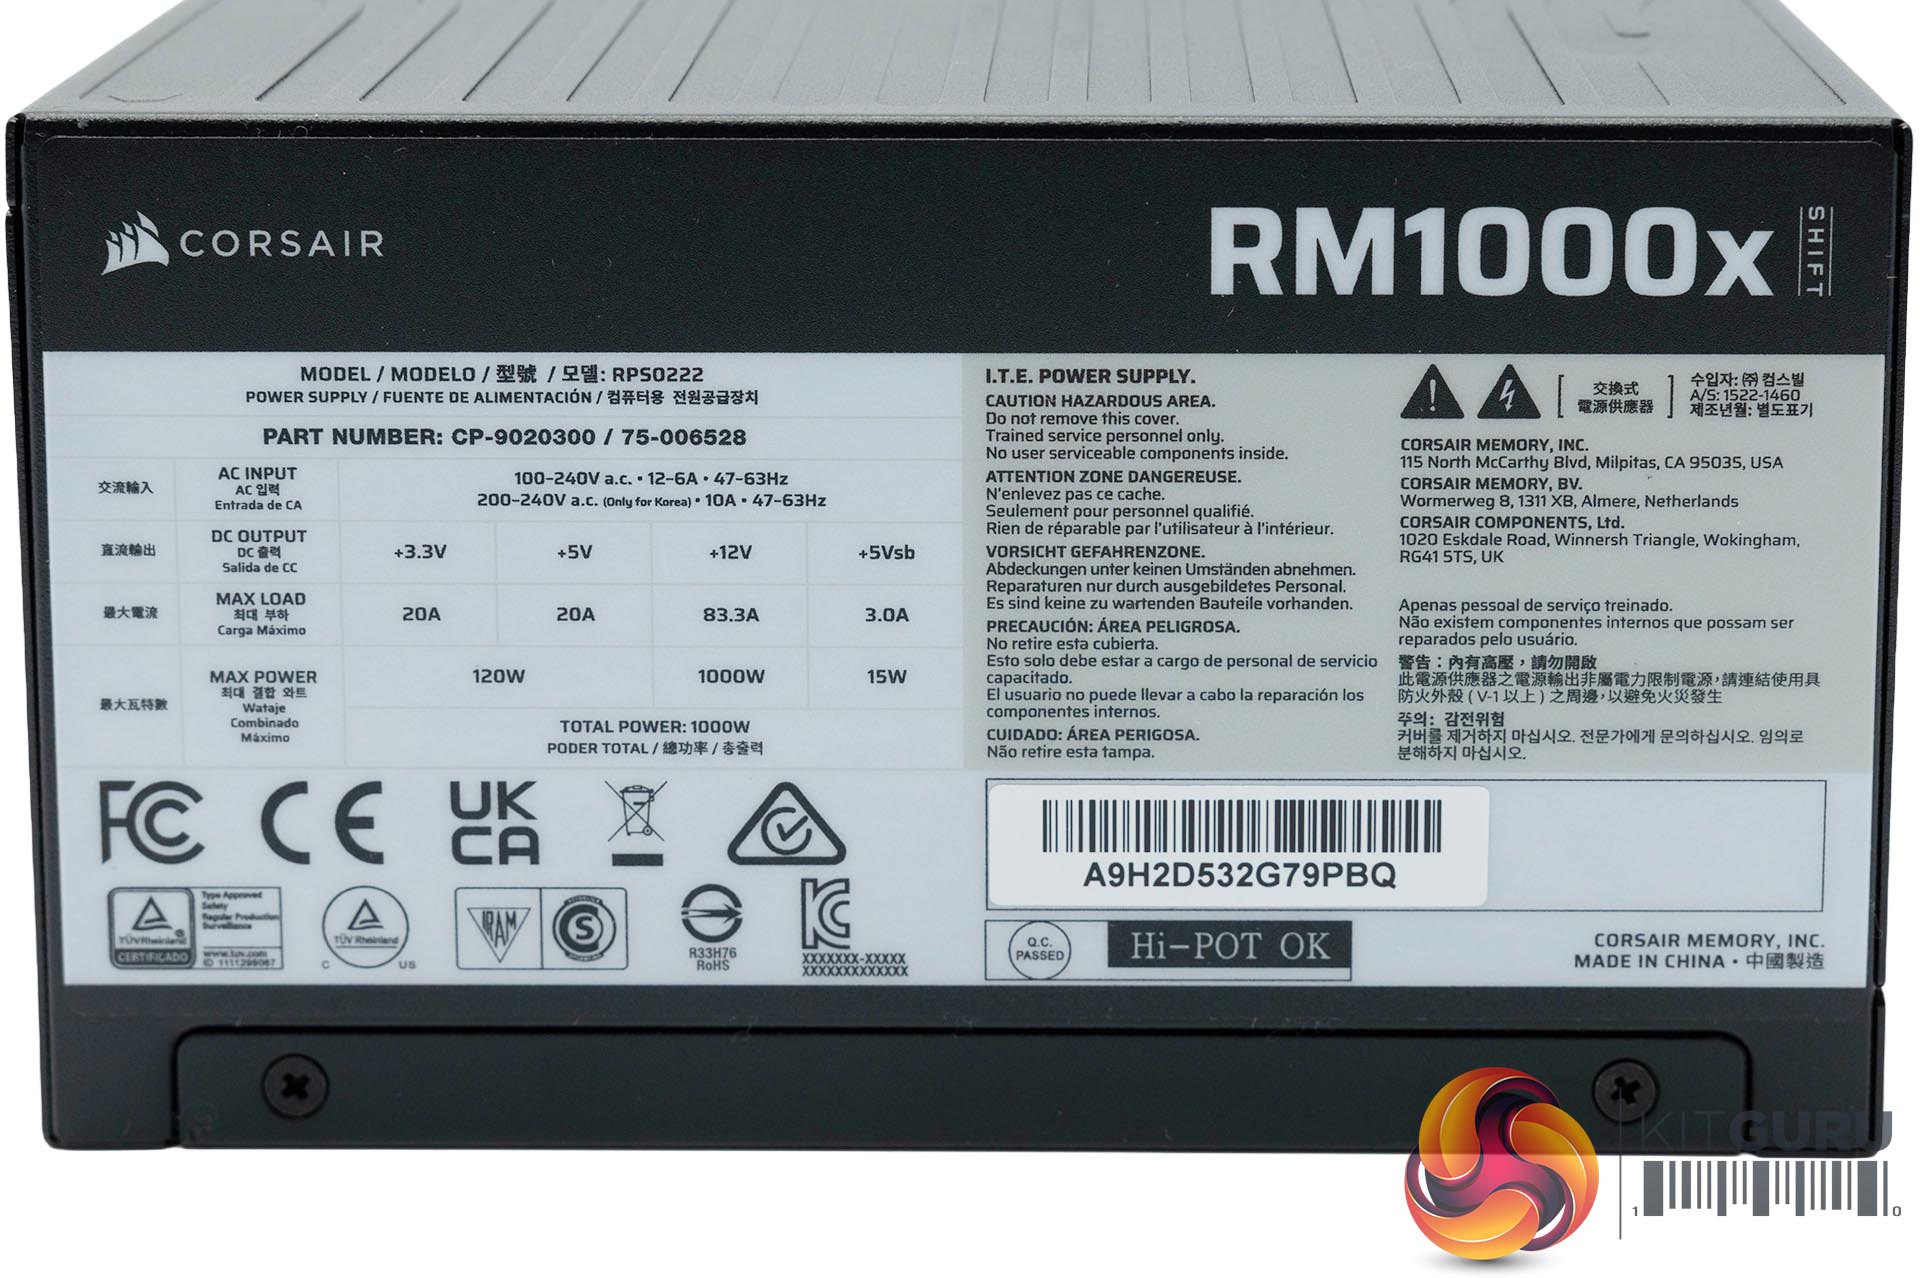 CORSAIR
RM1000x
SHIFT
MODEL / MODELO / 型號 / 모델: RPS0222
POWER SUPPLY / FUENTE DE ALIMENTACIÓN / 컴퓨터용 전원공급장치
PART NUMBER: CP-9020300 / 75-006528
交流輸入
AC INPUT
AC 입력
Entrada de CA
100-240V a.c. • 12-6A • 47-63Hz
200-240V a.c. (Only for Korea) • 10A • 47-63Hz
直流輸出
DC OUTPUT
DC 출력
Salida de CC
+3.3V +5V +12V +5Vsb
最大電流
MAX LOAD
최대 부하
Carga Máximo
20A 20A 83.3A 3.0A
最大瓦特數
MAX POWER
최대 결합 와트
Wataje
Combinado
Máximo
120W 1000W 15W
TOTAL POWER: 1000W
PODER TOTAL / 總功率 / 총출력
I.T.E. POWER SUPPLY.
CAUTION HAZARDOUS AREA.
Do not remove this cover.
Trained service personnel only.
No user serviceable components inside.
ATTENTION ZONE DANGEREUSE.
N'enlevez pas ce cache.
Seulement pour personnel qualifié.
Rien de réparable par l'utilisateur à l'intérieur.
VORSICHT GEFAHRENZONE.
Abdeckungen unter keinen Umständen abnehmen.
Reparaturen nur durch ausgebildetes Personal.
Es sind keine zu wartenden Bauteile vorhanden.
PRECAUCIÓN: ÁREA PELIGROSA.
No retire esta cubierta.
Esto solo debe estar a cargo de personal de servicio
capacitado.
El usuario no puede llevar a cabo la reparación los
componentes internos.
CUIDADO: ÁREA PERIGOSA.
Não retire esta tampa.
交換式
電源供應器
수입자: ㈜ 컴스빌
A/S: 1522-1460
제조년월: 별도표기
CORSAIR MEMORY, INC.
115 North McCarthy Blvd, Milpitas, CA 95035, USA
CORSAIR MEMORY, BV.
Wormerweg 8, 1311 XB, Almere, Netherlands
CORSAIR COMPONENTS, Ltd.
1020 Eskdale Road, Winnersh Triangle, Wokingham,
RG41 5TS, UK
Apenas pessoal de serviço treinado.
Não existem componentes internos que possam ser
reparados pelo usuário.
警告：內有高壓，請勿開啟
此電源供應器之電源輸出非屬電力限制電源，請連結使用具
防火外殼 ( V-1 以上 ) 之周邊，以避免火災發生
주의: 감전위험
커버를 제거하지 마십시오. 전문가에게 문의하십시오. 임의로
분해하지 마십시오.
FC CE UK
CA
TÜVRheinland
CERTIFICADO
Type Approved
Safety
Regular Production
Surveillance
www.tuv.com
ID 1111299067
TÜV Rheinland
C US
IRAM
S
R33H76
RoHS
KC
XXXXXXX-XXXXX
XXXXXXXXXXXXX
A9H2D532G79PBQ
Q.C.
PASSED
Hi-POT OK
CORSAIR MEMORY, INC.
MADE IN CHINA • 中國製造
KITGURU
1 0